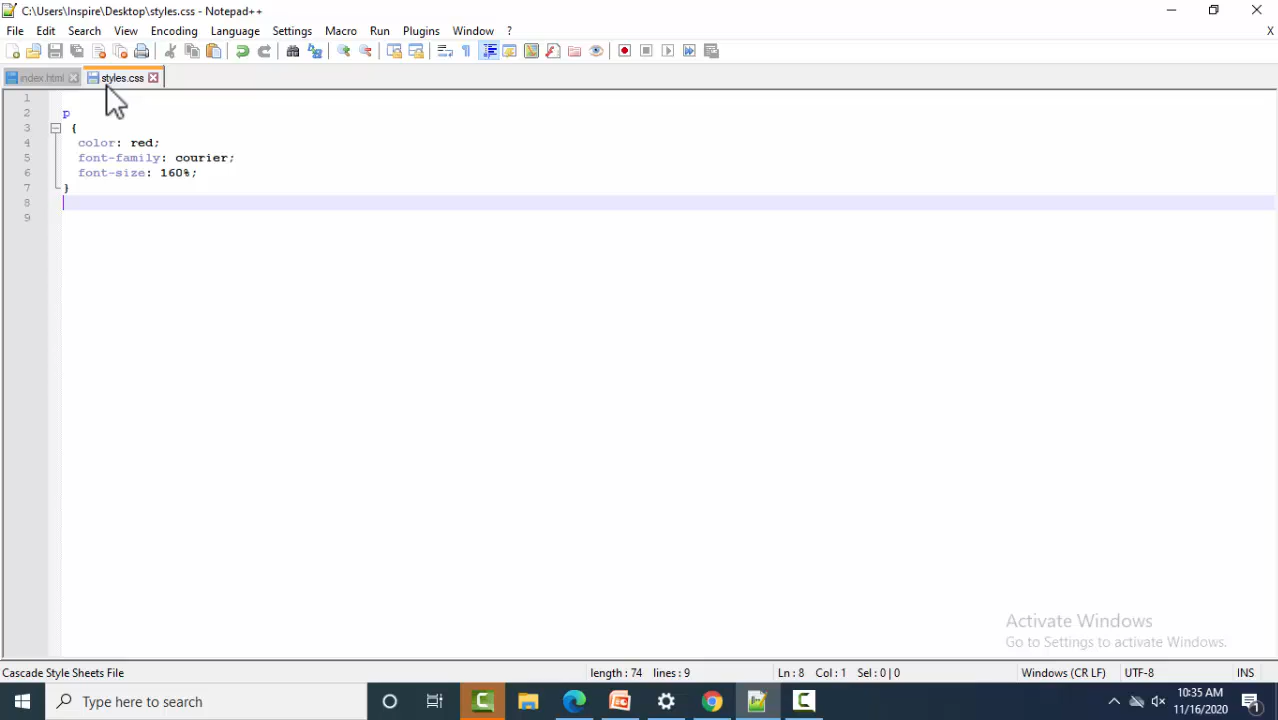 C:\Users\Inspire\Desktop\styles.css - Notepad++
File Edit Search View Encoding Language Settings Macro Run Plugins Window ? X
index.html styles.css
1
2 p
3 {
4 color: red;
5 font-family: courier;
6 font-size: 160%;
7 }
8
9
Activate Windows
Go to Settings to activate Windows.
Cascade Style Sheets File length : 74 lines : 9 Ln : 8 Col : 1 Sel : 0 | 0 Windows (CR LF) UTF-8 INS
Type here to search
10:35 AM
11/16/2020
1